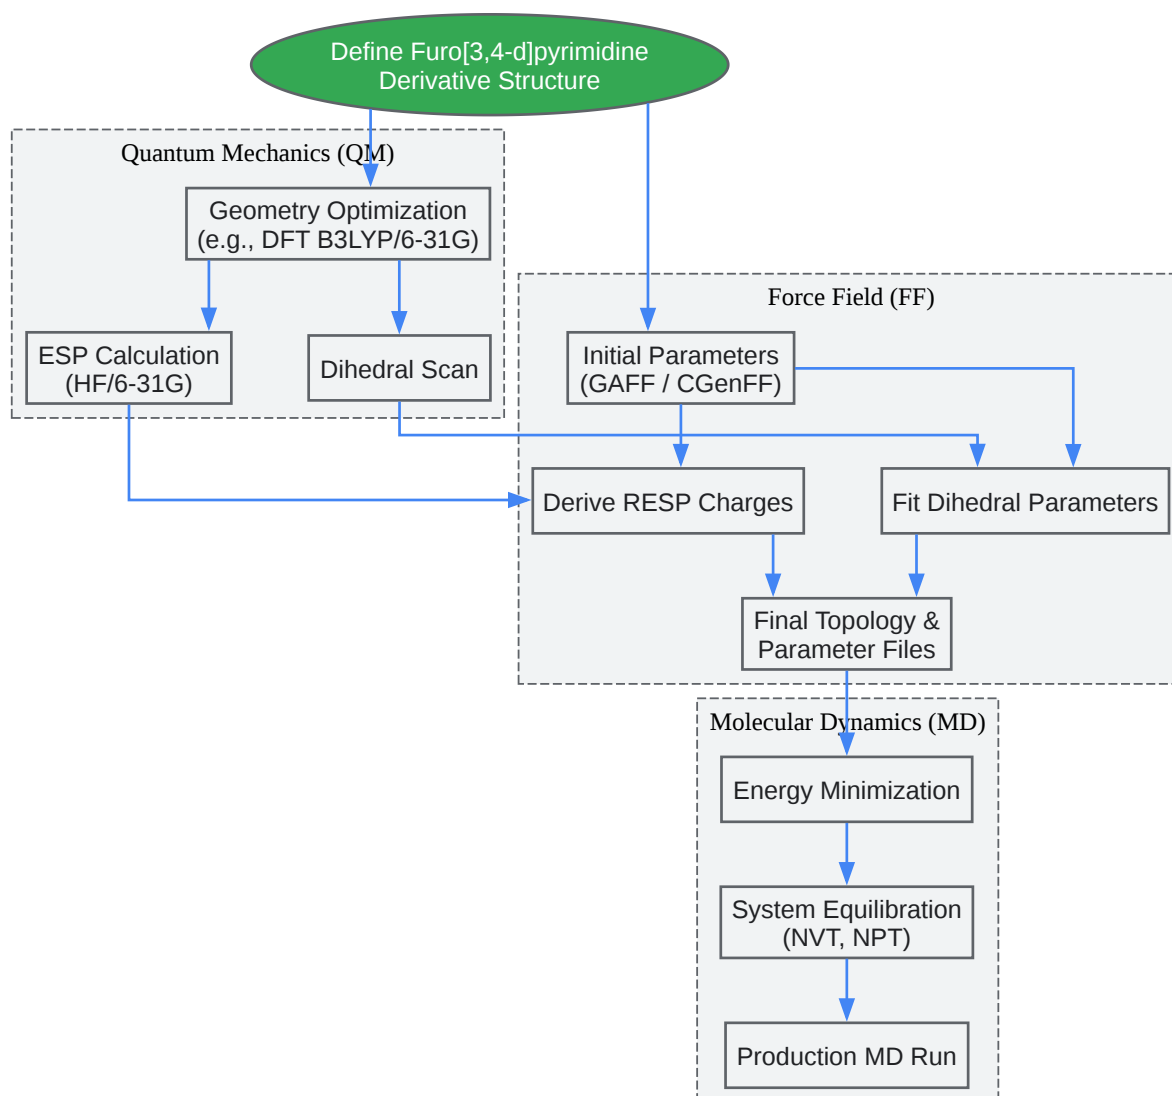 Define Furo[3,4-d]pyrimidine
Derivative Structure
Quantum Mechanics (QM)
Geometry Optimization
(e.g., DFT B3LYP/6-31G)
ESP Calculation
(HF/6-31G)
Dihedral Scan
Force Field (FF)
Initial Parameters
(GAFF / CGenFF)
Derive RESP Charges
Fit Dihedral Parameters
Final Topology &
Parameter Files
Molecular Dynamics (MD)
Energy Minimization
System Equilibration
(NVT, NPT)
Production MD Run